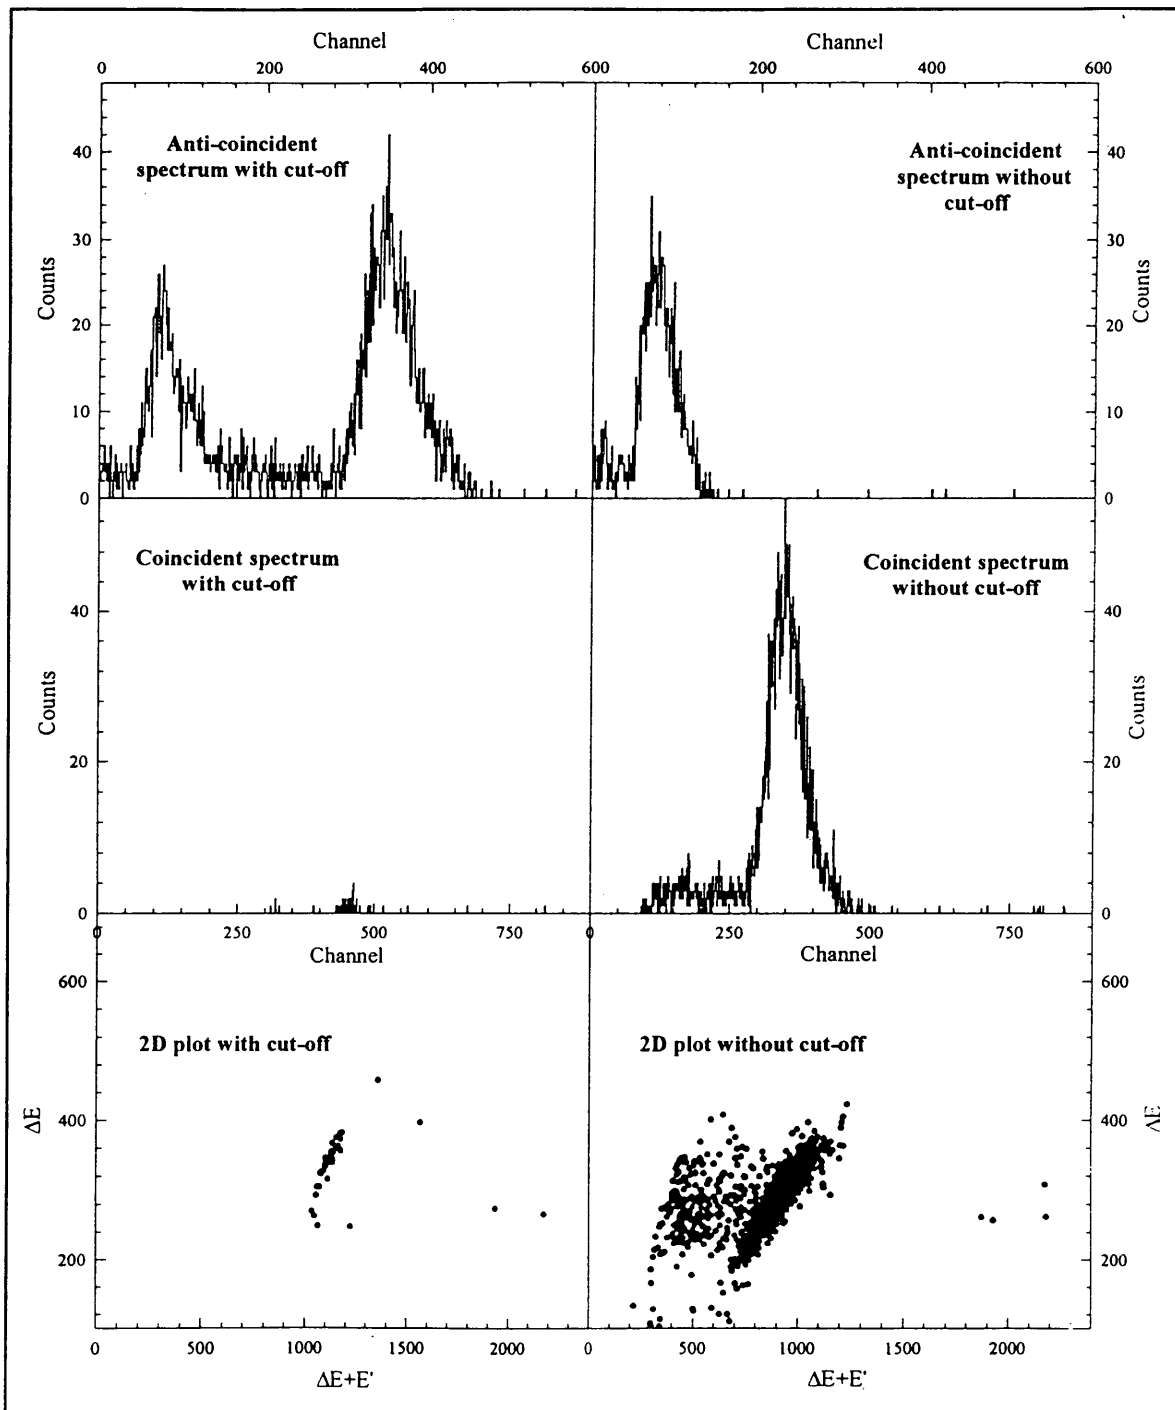 Channel
Channel
0 200 400 600 200 400 600
Anti-coincident
spectrum with cut-off
Anti-coincident
spectrum without
cut-off
40
30
20
10
0
Counts
40
30
20
10
0
Counts
Coincident spectrum
with cut-off
Coincident spectrum
without cut-off
40
20
0
Counts
40
20
0
Counts
0 250 500 750 0 250 500 750
Channel
Channel
2D plot with cut-off
2D plot without cut-off
600
400
200
ΔE
600
400
200
ΔE
0 500 1000 1500 2000 0 500 1000 1500 2000
ΔE+E'
ΔE+E'